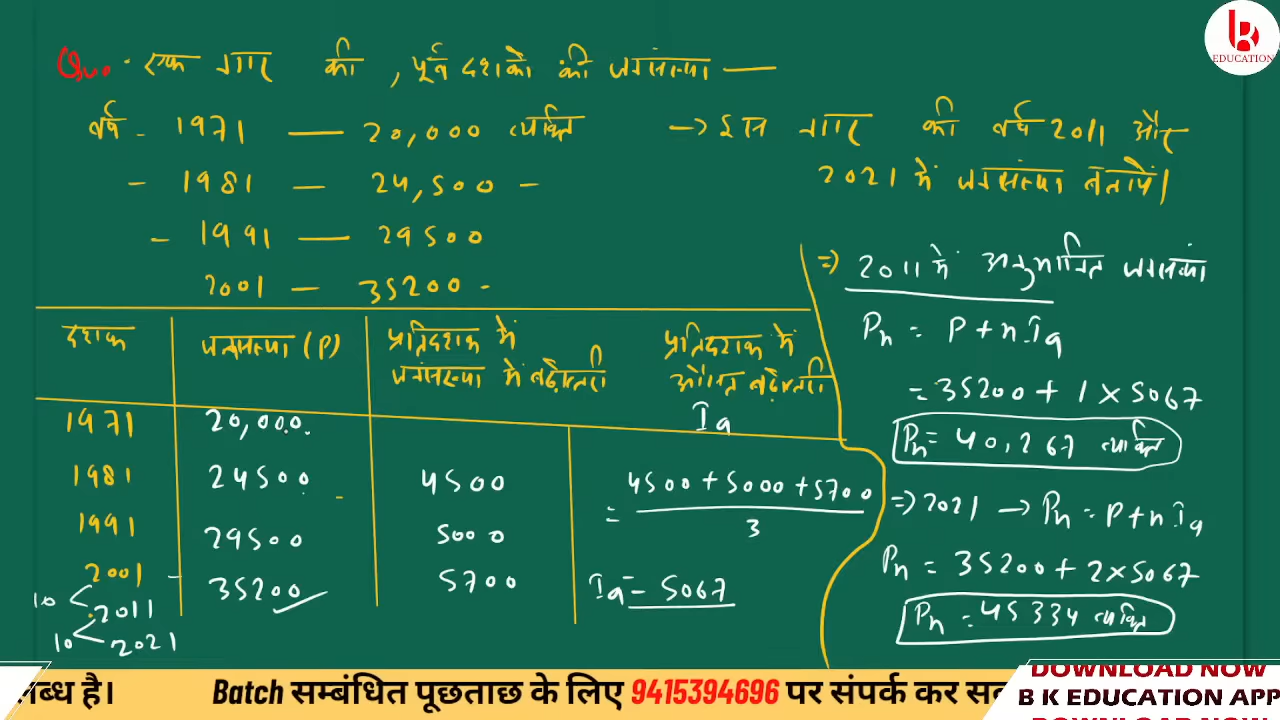 Que. एक नगर की, पूर्व दशको की जनसंख्या —
वर्ष - 1971 — 20,000 व्यक्ति
- 1981 — 24,500 -
- 1991 — 29500
2001 — 35200 -
→ इस नगर की वर्ष 2011 और
2021 में जनसंख्या बतायें।
दशक
जनसंख्या (P)
प्रतिदशक में
जनसंख्या में बढ़ोत्तरी
प्रतिदशक में
औसत बढ़ोत्तरी
Ia
1971 20,000.
1981 24500 4500
1991 29500 5000
2001 - 35200 5700
10 2011
10 2021
= 4500 + 5000 + 5700
3
Ia = 5067
⇒ 2011 में अनुमानित जनसंख्या
Pn = P + n.Ia
= 35200 + 1 × 5067
Pn = 40,267 व्यक्ति
⇒ 2021 → Pn = P + n Ia
Pn = 35200 + 2 × 5067
Pn = 45334 व्यक्ति
b
EDUCATION
लब्ध है। Batch सम्बंधित पूछताछ के लिए 9415394696 पर संपर्क कर सक
DOWNLOAD NOW
B K EDUCATION APP
DOWNLOAD NOW